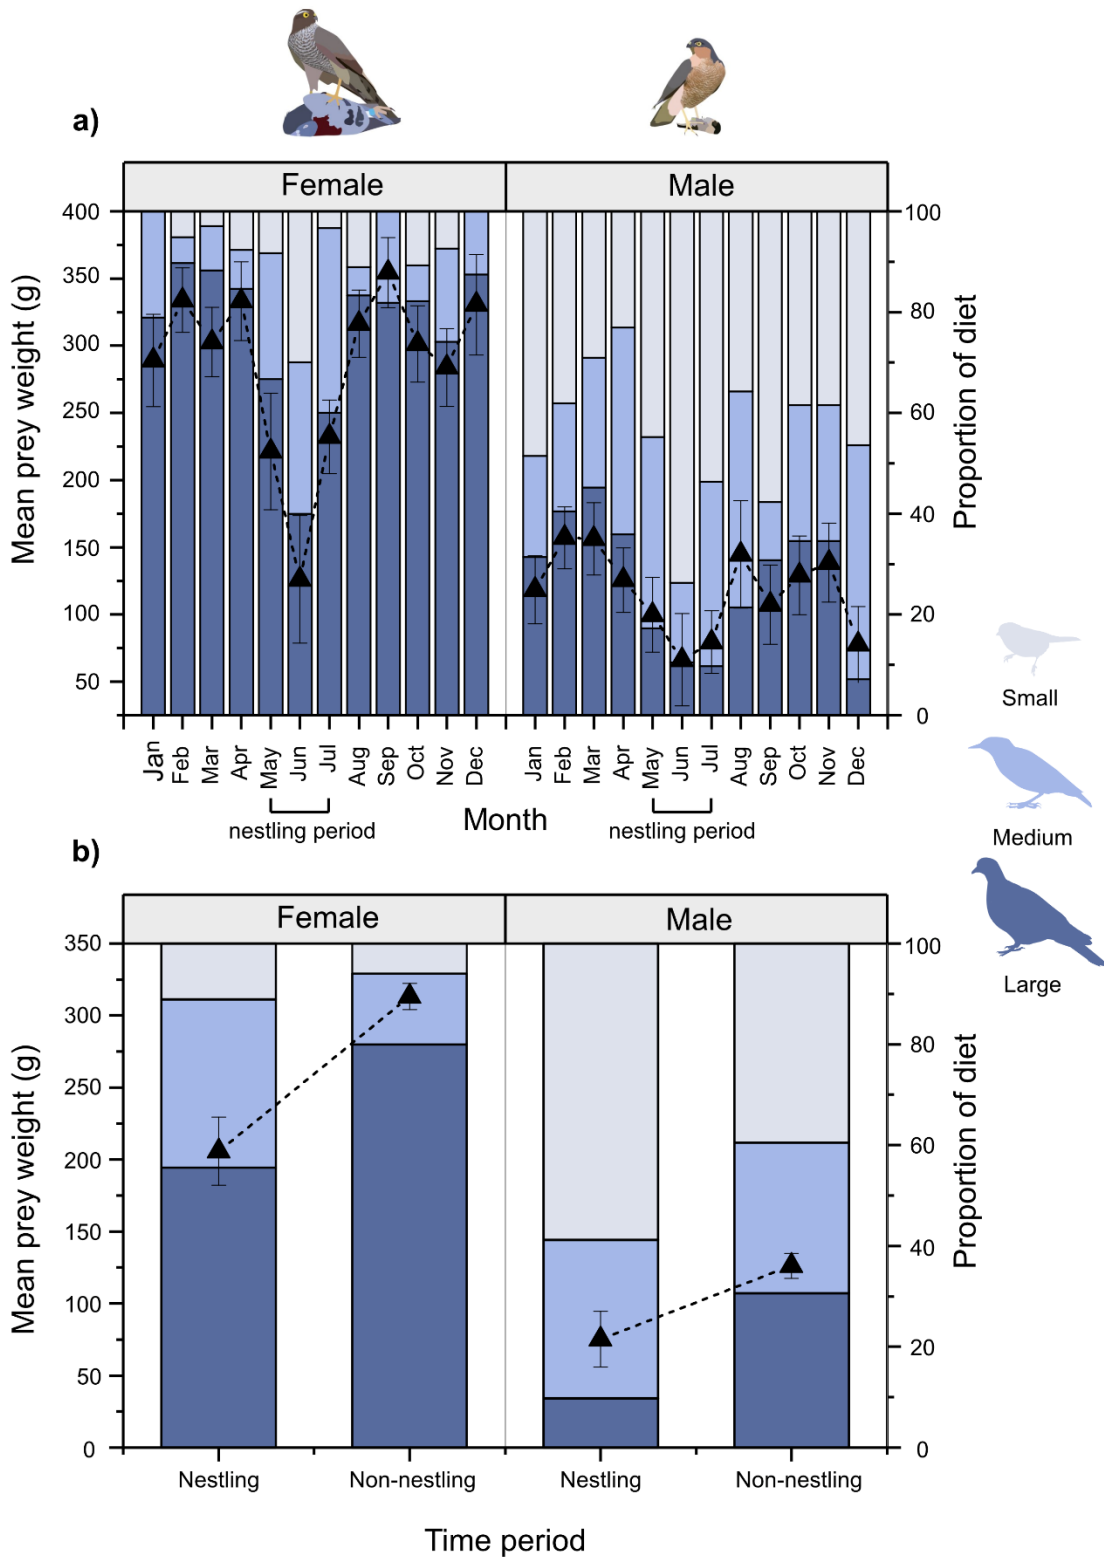 a)
Female
Male
400
350
300
250
200
150
100
50
Mean prey weight (g)
100
80
60
40
20
0
Proportion of diet
Jan
Feb
Mar
Apr
May
Jun
Jul
Aug
Sep
Oct
Nov
Dec
Jan
Feb
Mar
Apr
May
Jun
Jul
Aug
Sep
Oct
Nov
Dec
nestling period
Month
nestling period
Small
Medium
Large
b)
Female
Male
350
300
250
200
150
100
50
0
Mean prey weight (g)
100
80
60
40
20
0
Proportion of diet
Nestling
Non-nestling
Nestling
Non-nestling
Time period